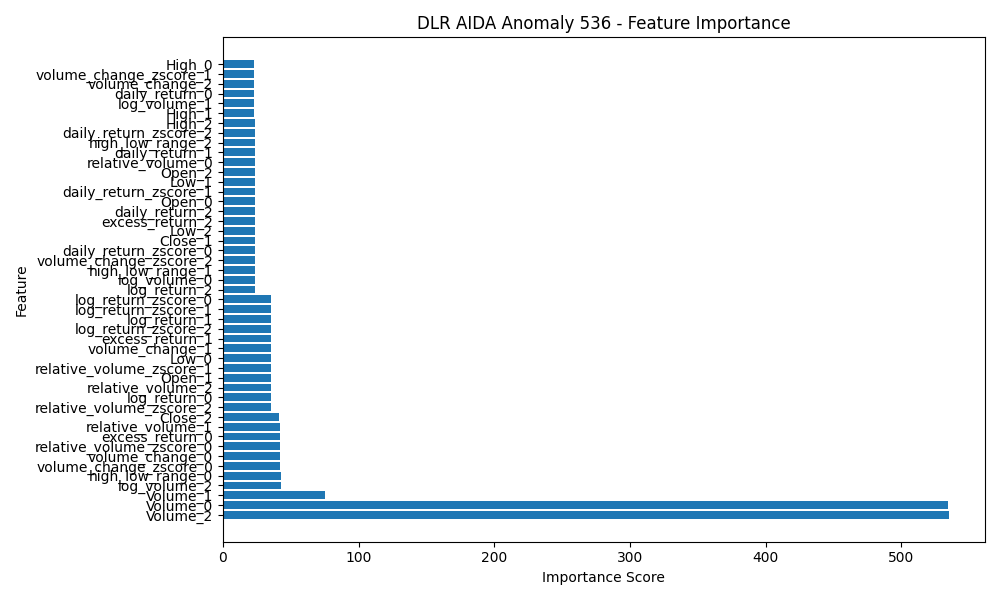 DLR AIDA Anomaly 536 - Feature Importance
High_0
volume_change_zscore_1
volume_change_2
daily_return_0
log_volume_1
High_1
High_2
daily_return_zscore_2
high_low_range_2
daily_return_1
relative_volume_0
Open_2
Low_1
daily_return_zscore_1
Open_0
daily_return_2
excess_return_2
Low_2
Close_1
daily_return_zscore_0
volume_change_zscore_2
high_low_range_1
log_volume_0
log_return_2
log_return_zscore_0
log_return_zscore_1
log_return_1
log_return_zscore_2
excess_return_1
volume_change_1
Low_0
relative_volume_zscore_1
Open_1
relative_volume_2
log_return_0
relative_volume_zscore_2
Close_2
relative_volume_1
excess_return_0
relative_volume_zscore_0
volume_change_0
volume_change_zscore_0
high_low_range_0
log_volume_2
Volume_1
Volume_0
Volume_2
Feature
0 100 200 300 400 500
Importance Score